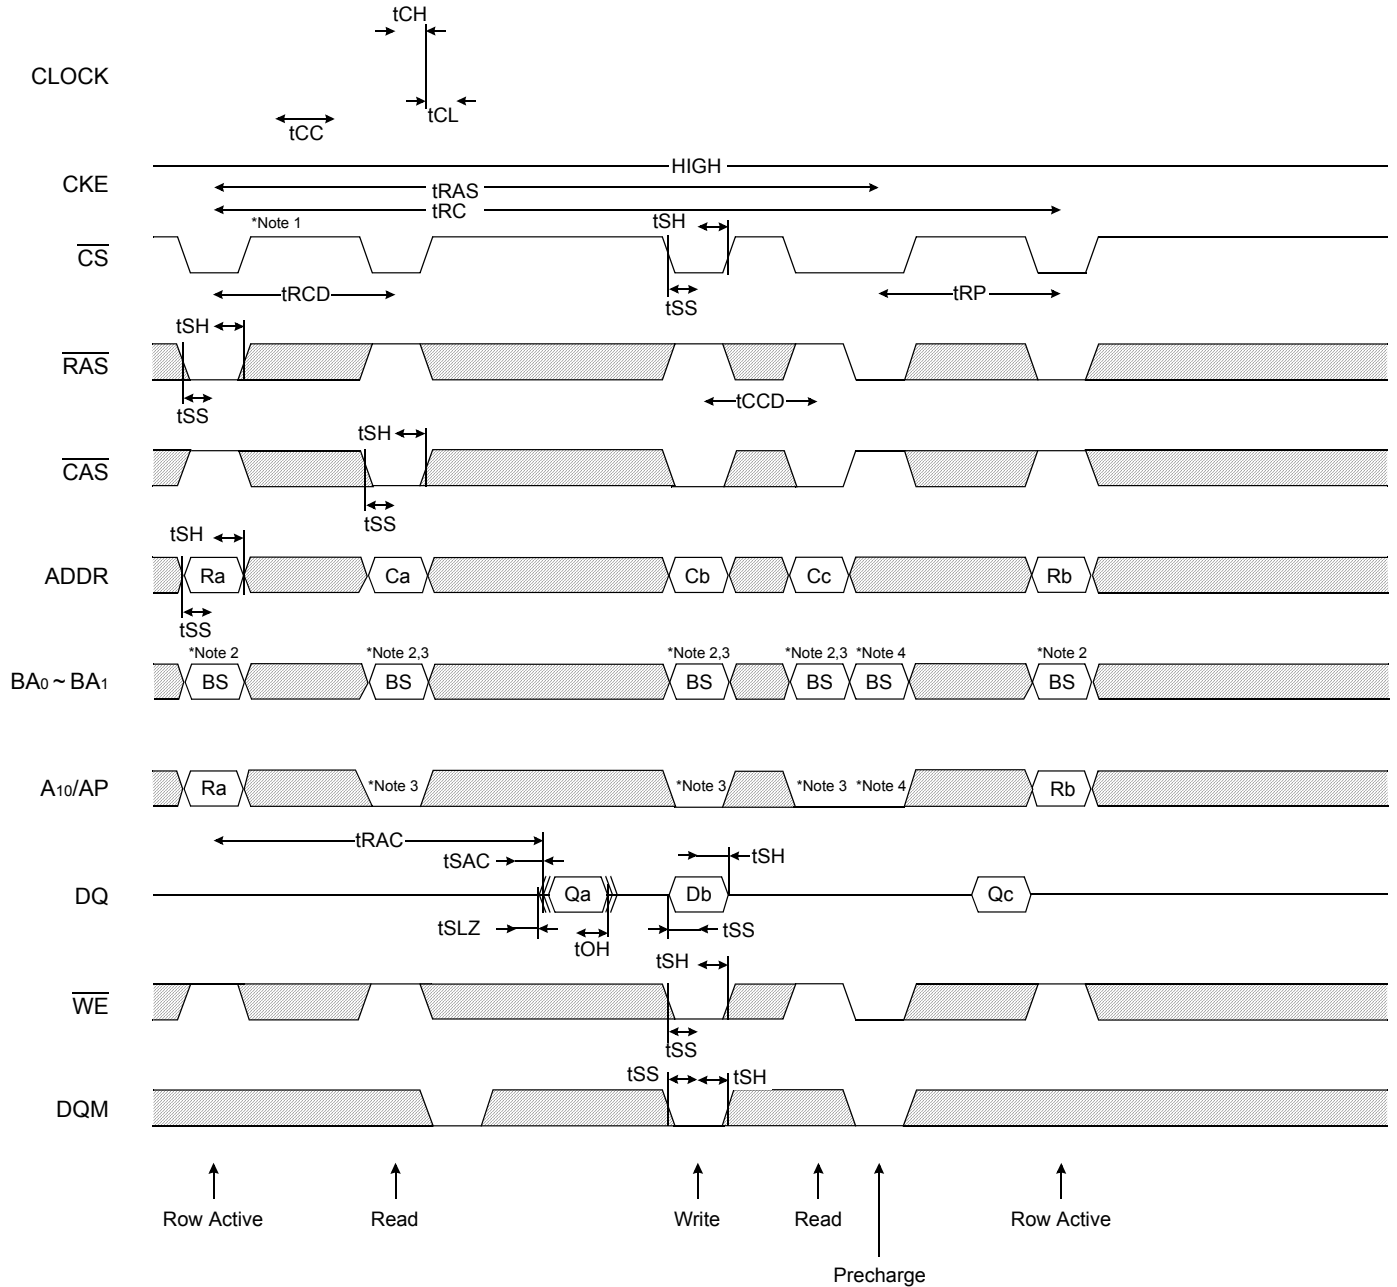 tCH
CLOCK
tCL
tCC
HIGH
CKE
tRAS
tRC
*Note 1
tSH
CS
tRCD
tRP
tSS
tSH
RAS
tCCD
tSS
tSH
CAS
tSS
tSH
ADDR Ra Ca Cb Cc Rb
tSS
*Note 2 *Note 2,3 *Note 2,3 *Note 2,3 *Note 4 *Note 2
BA0 ~ BA1 BS BS BS BS BS BS
A10/AP Ra *Note 3 *Note 3 *Note 3 *Note 4 Rb
tRAC
tSAC tSH
DQ Qa Db Qc
tSLZ tOH tSS
tSH
WE
tSS
tSS tSH
DQM
Row Active Read Write Read Row Active
Precharge